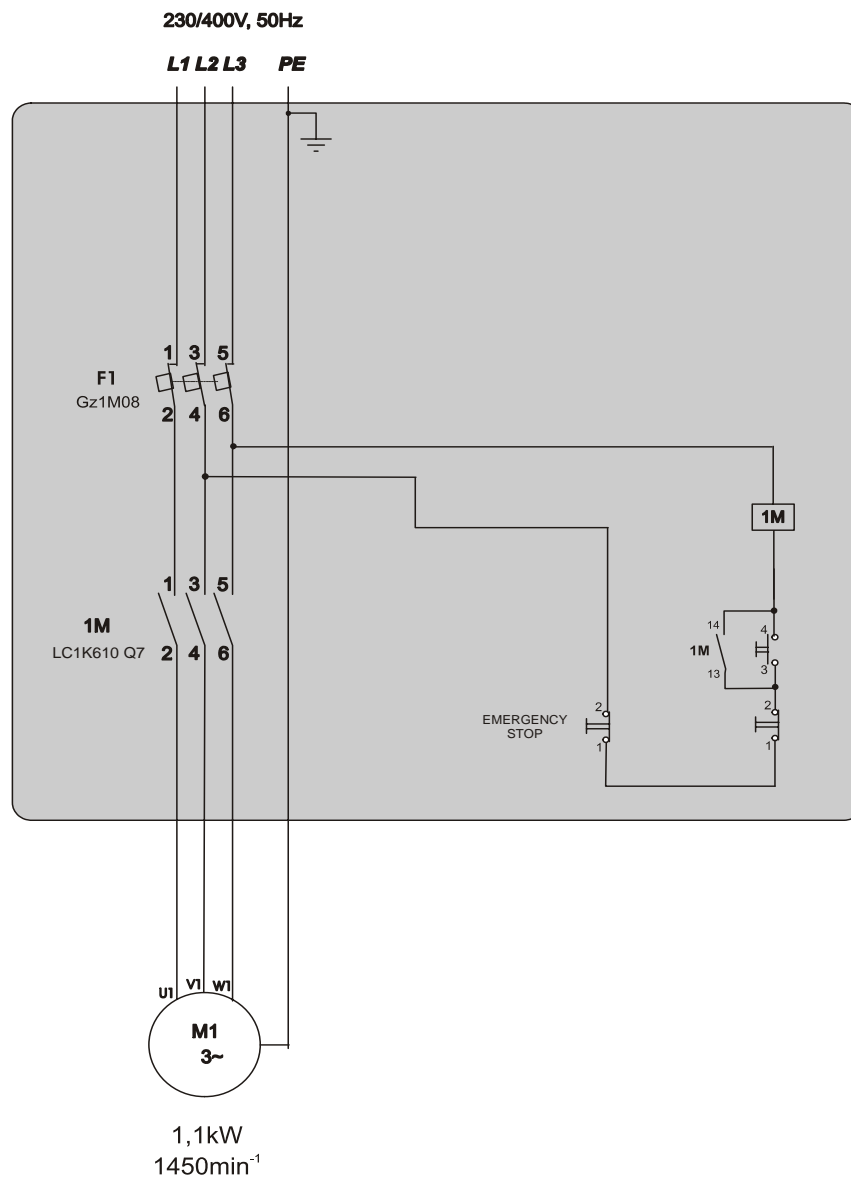 230/400V, 50Hz
L1 L2 L3 PE
1 3 5
F1
Gz1M08
2 4 6
1M
1 3 5
1M
LC1K610 Q7
2 4 6
14
4
1M
13
3
EMERGENCY
STOP
2
1
2
1
U1 V1 W1
M1
3~
1,1kW
1450min-1